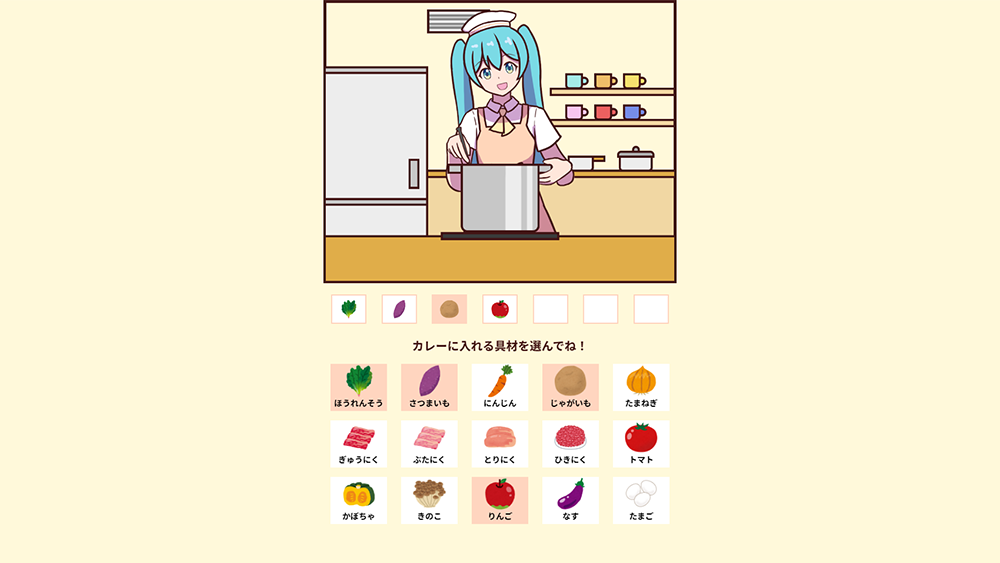 カレーに入れる具材を選んでね！
ほうれんそう
さつまいも
にんじん
じゃがいも
たまねぎ
ぎゅうにく
ぶたにく
とりにく
ひきにく
トマト
かぼちゃ
きのこ
りんご
なす
たまご